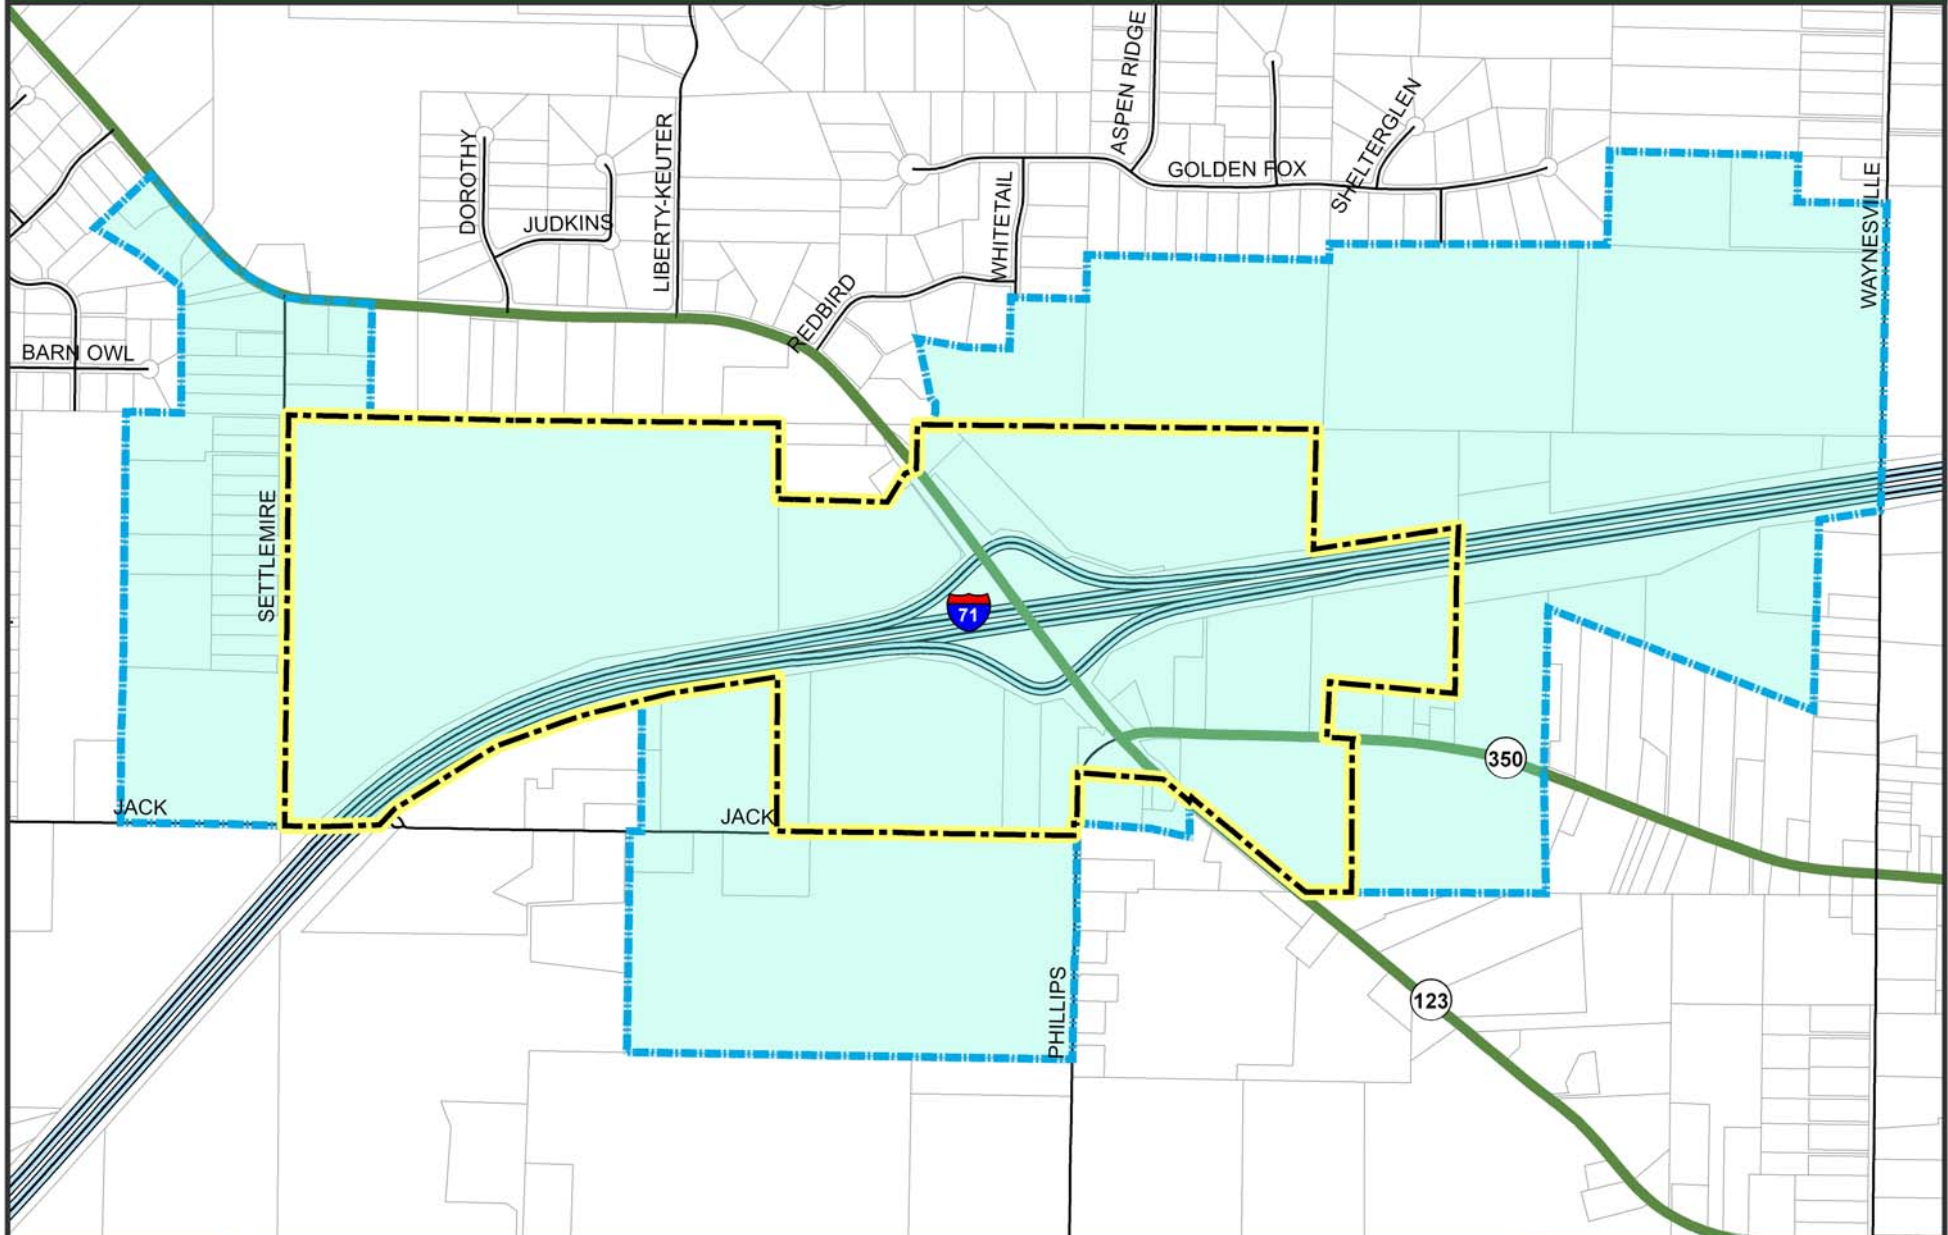 ASPEN RIDGE
SHELTERGLEN
GOLDEN FOX
DOROTHY
LIBERTY-KEUTER
JUDKINS
WHITETAIL
WAYNESVILLE
REDBIRD
BARN OWL
SETTLEMIRE
71
350
JACK
JACK
PHILLIPS
123